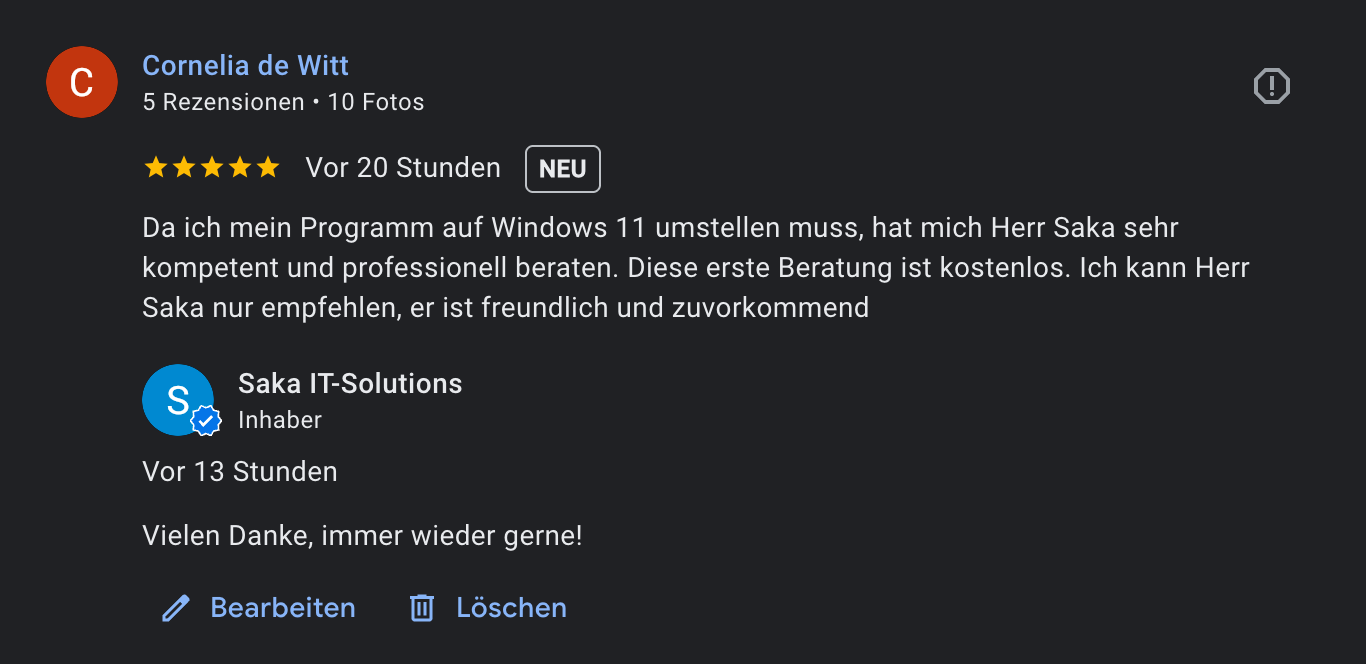 C
Cornelia de Witt
5 Rezensionen • 10 Fotos
Vor 20 Stunden NEU
Da ich mein Programm auf Windows 11 umstellen muss, hat mich Herr Saka sehr
kompetent und professionell beraten. Diese erste Beratung ist kostenlos. Ich kann Herr
Saka nur empfehlen, er ist freundlich und zuvorkommend
S
Saka IT-Solutions
Inhaber
Vor 13 Stunden
Vielen Danke, immer wieder gerne!
Bearbeiten Löschen